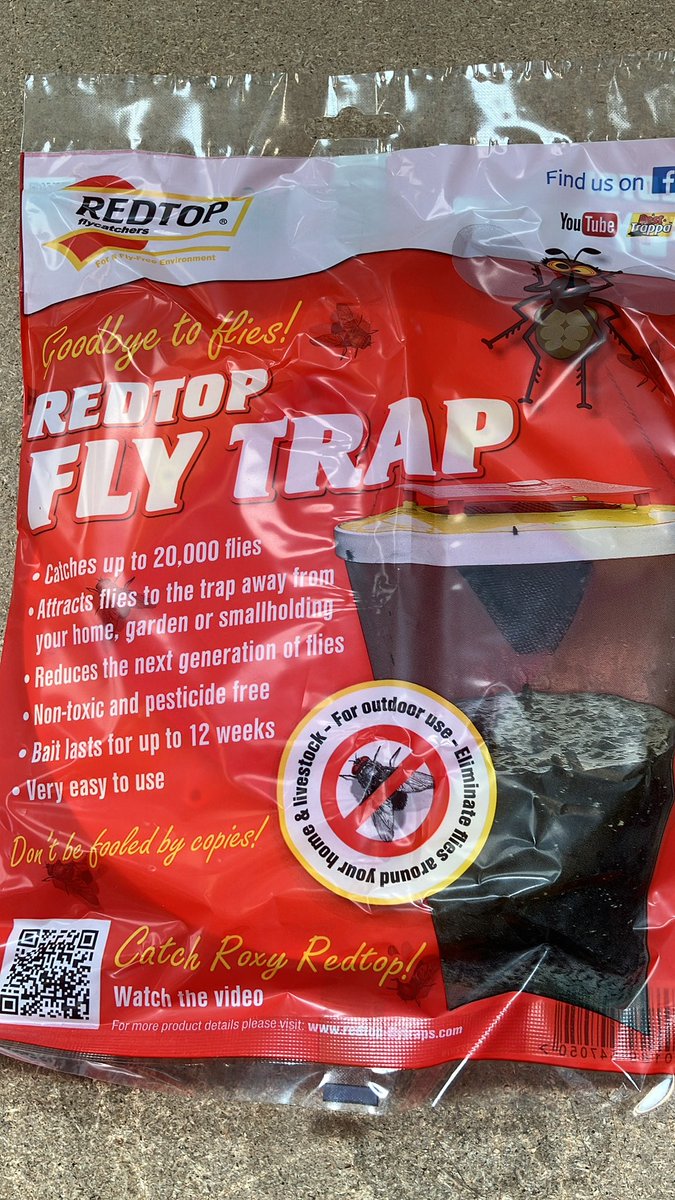 REDTOP®
flycatchers
For a Fly-Free Environment
Find us on f
YouTube
Trappa
Goodbye to flies!
REDTOP
FLY TRAP
• Catches up to 20,000 flies
• Attracts flies to the trap away from
your home, garden or smallholding
• Reduces the next generation of flies
• Non-toxic and pesticide free
• Bait lasts for up to 12 weeks
• Very easy to use
For outdoor use - Eliminate flies around your home & livestock -
Don't be fooled by copies!
Catch Roxy Redtop!
Watch the video
For more product details please visit: